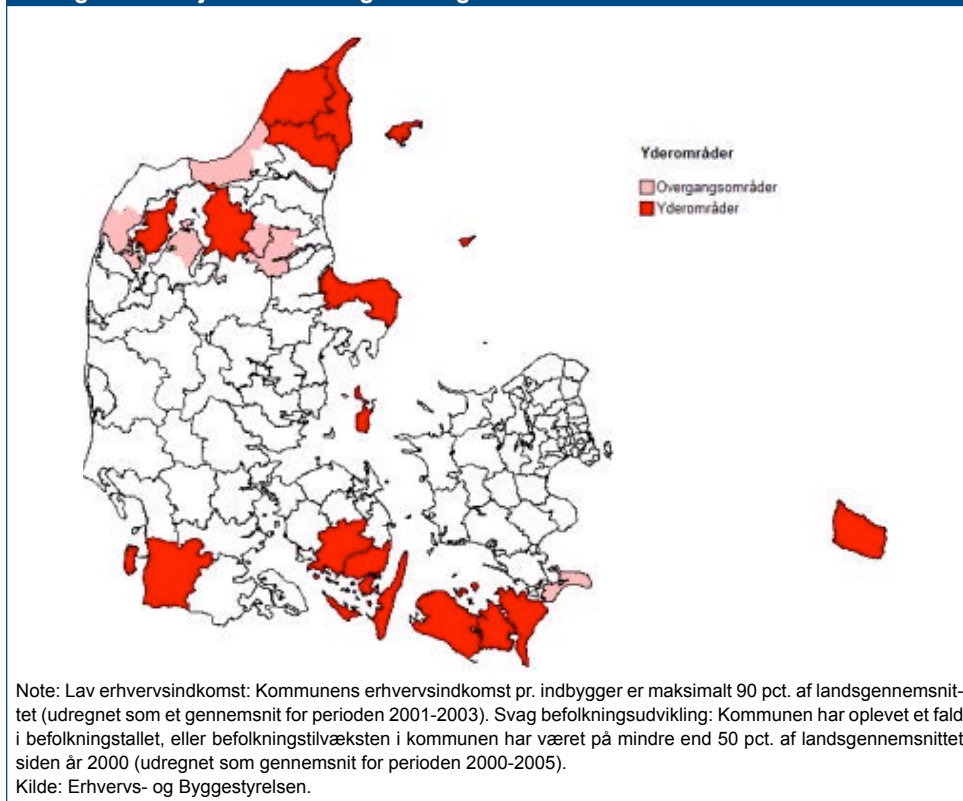 Yderområder
Overgangsområder
Yderområder
Note: Lav erhvervsindkomst: Kommunens erhvervsindkomst pr. indbygger er maksimalt 90 pct. af landsgennemsnit-
tet (udregnet som et gennemsnit for perioden 2001-2003). Svag befolkningsudvikling: Kommunen har oplevet et fald
i befolkningstallet, eller befolkningstilvæksten i kommunen har været på mindre end 50 pct. af landsgennemsnittet
siden år 2000 (udregnet som gennemsnit for perioden 2000-2005).
Kilde: Erhvervs- og Byggestyrelsen.